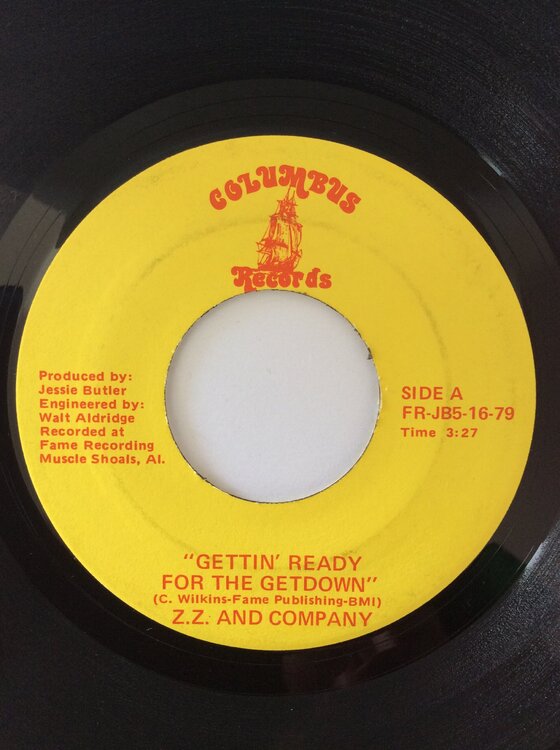 COLUMBUS
Records
Produced by:
Jessie Butler
Engineered by:
Walt Aldridge
Recorded at
Fame Recording
Muscle Shoals, Al.
SIDE A
FR-JB5-16-79
Time 3:27
"GETTIN' READY
FOR THE GETDOWN"
(C. Wilkins-Fame Publishing-BMI)
Z.Z. AND COMPANY